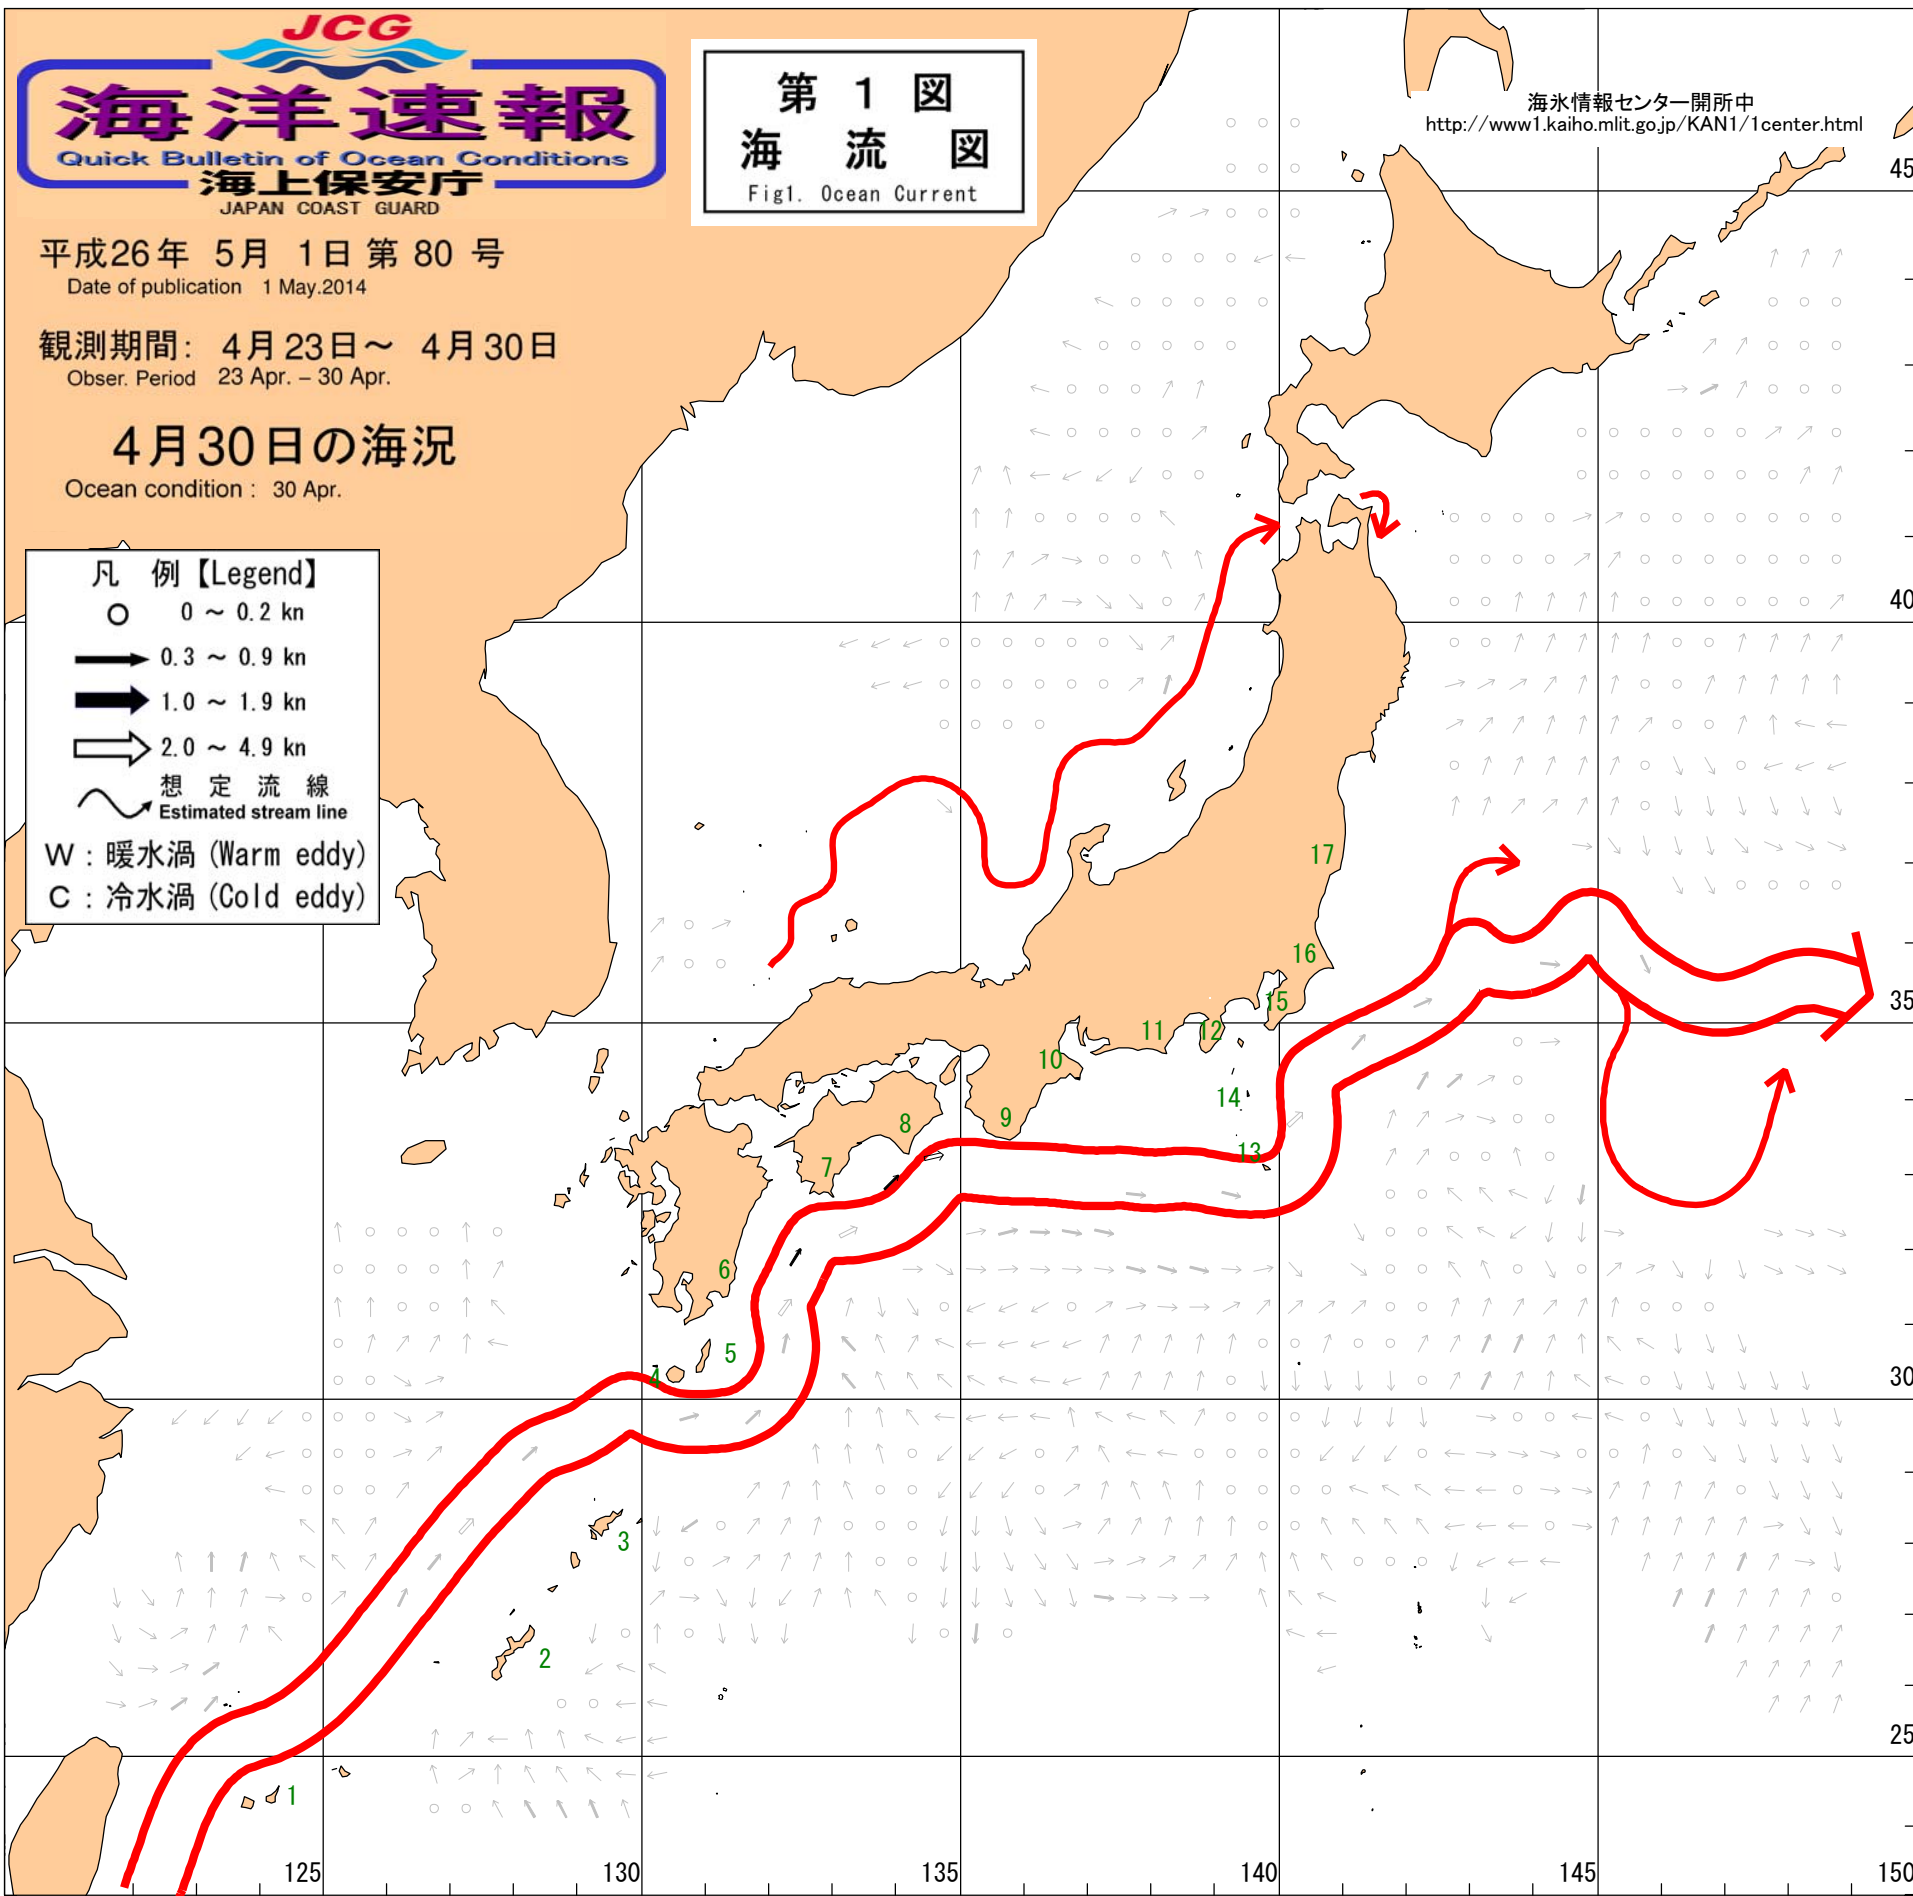 JCG
海洋速報
Quick Bulletin of Ocean Conditions
海上保安庁
JAPAN COAST GUARD
第 1 図
海 流 図
Fig1. Ocean Current
海氷情報センター開所中
http://www1.kaiho.mlit.go.jp/KAN1/1center.html
平成26年 5月 1日 第 80 号
Date of publication 1 May.2014
観測期間: 4月23日～ 4月30日
Obser. Period 23 Apr. – 30 Apr.
4月30日の海況
Ocean condition : 30 Apr.
凡 例【Legend】
0 ～ 0.2 kn
0.3 ～ 0.9 kn
1.0 ～ 1.9 kn
2.0 ～ 4.9 kn
想 定 流 線
Estimated stream line
W : 暖水渦 (Warm eddy)
C : 冷水渦 (Cold eddy)
45
40
35
30
25
17
16
15
12
11
10
14
13
9
8
7
6
5
4
3
2
1
125
130
135
140
145
150